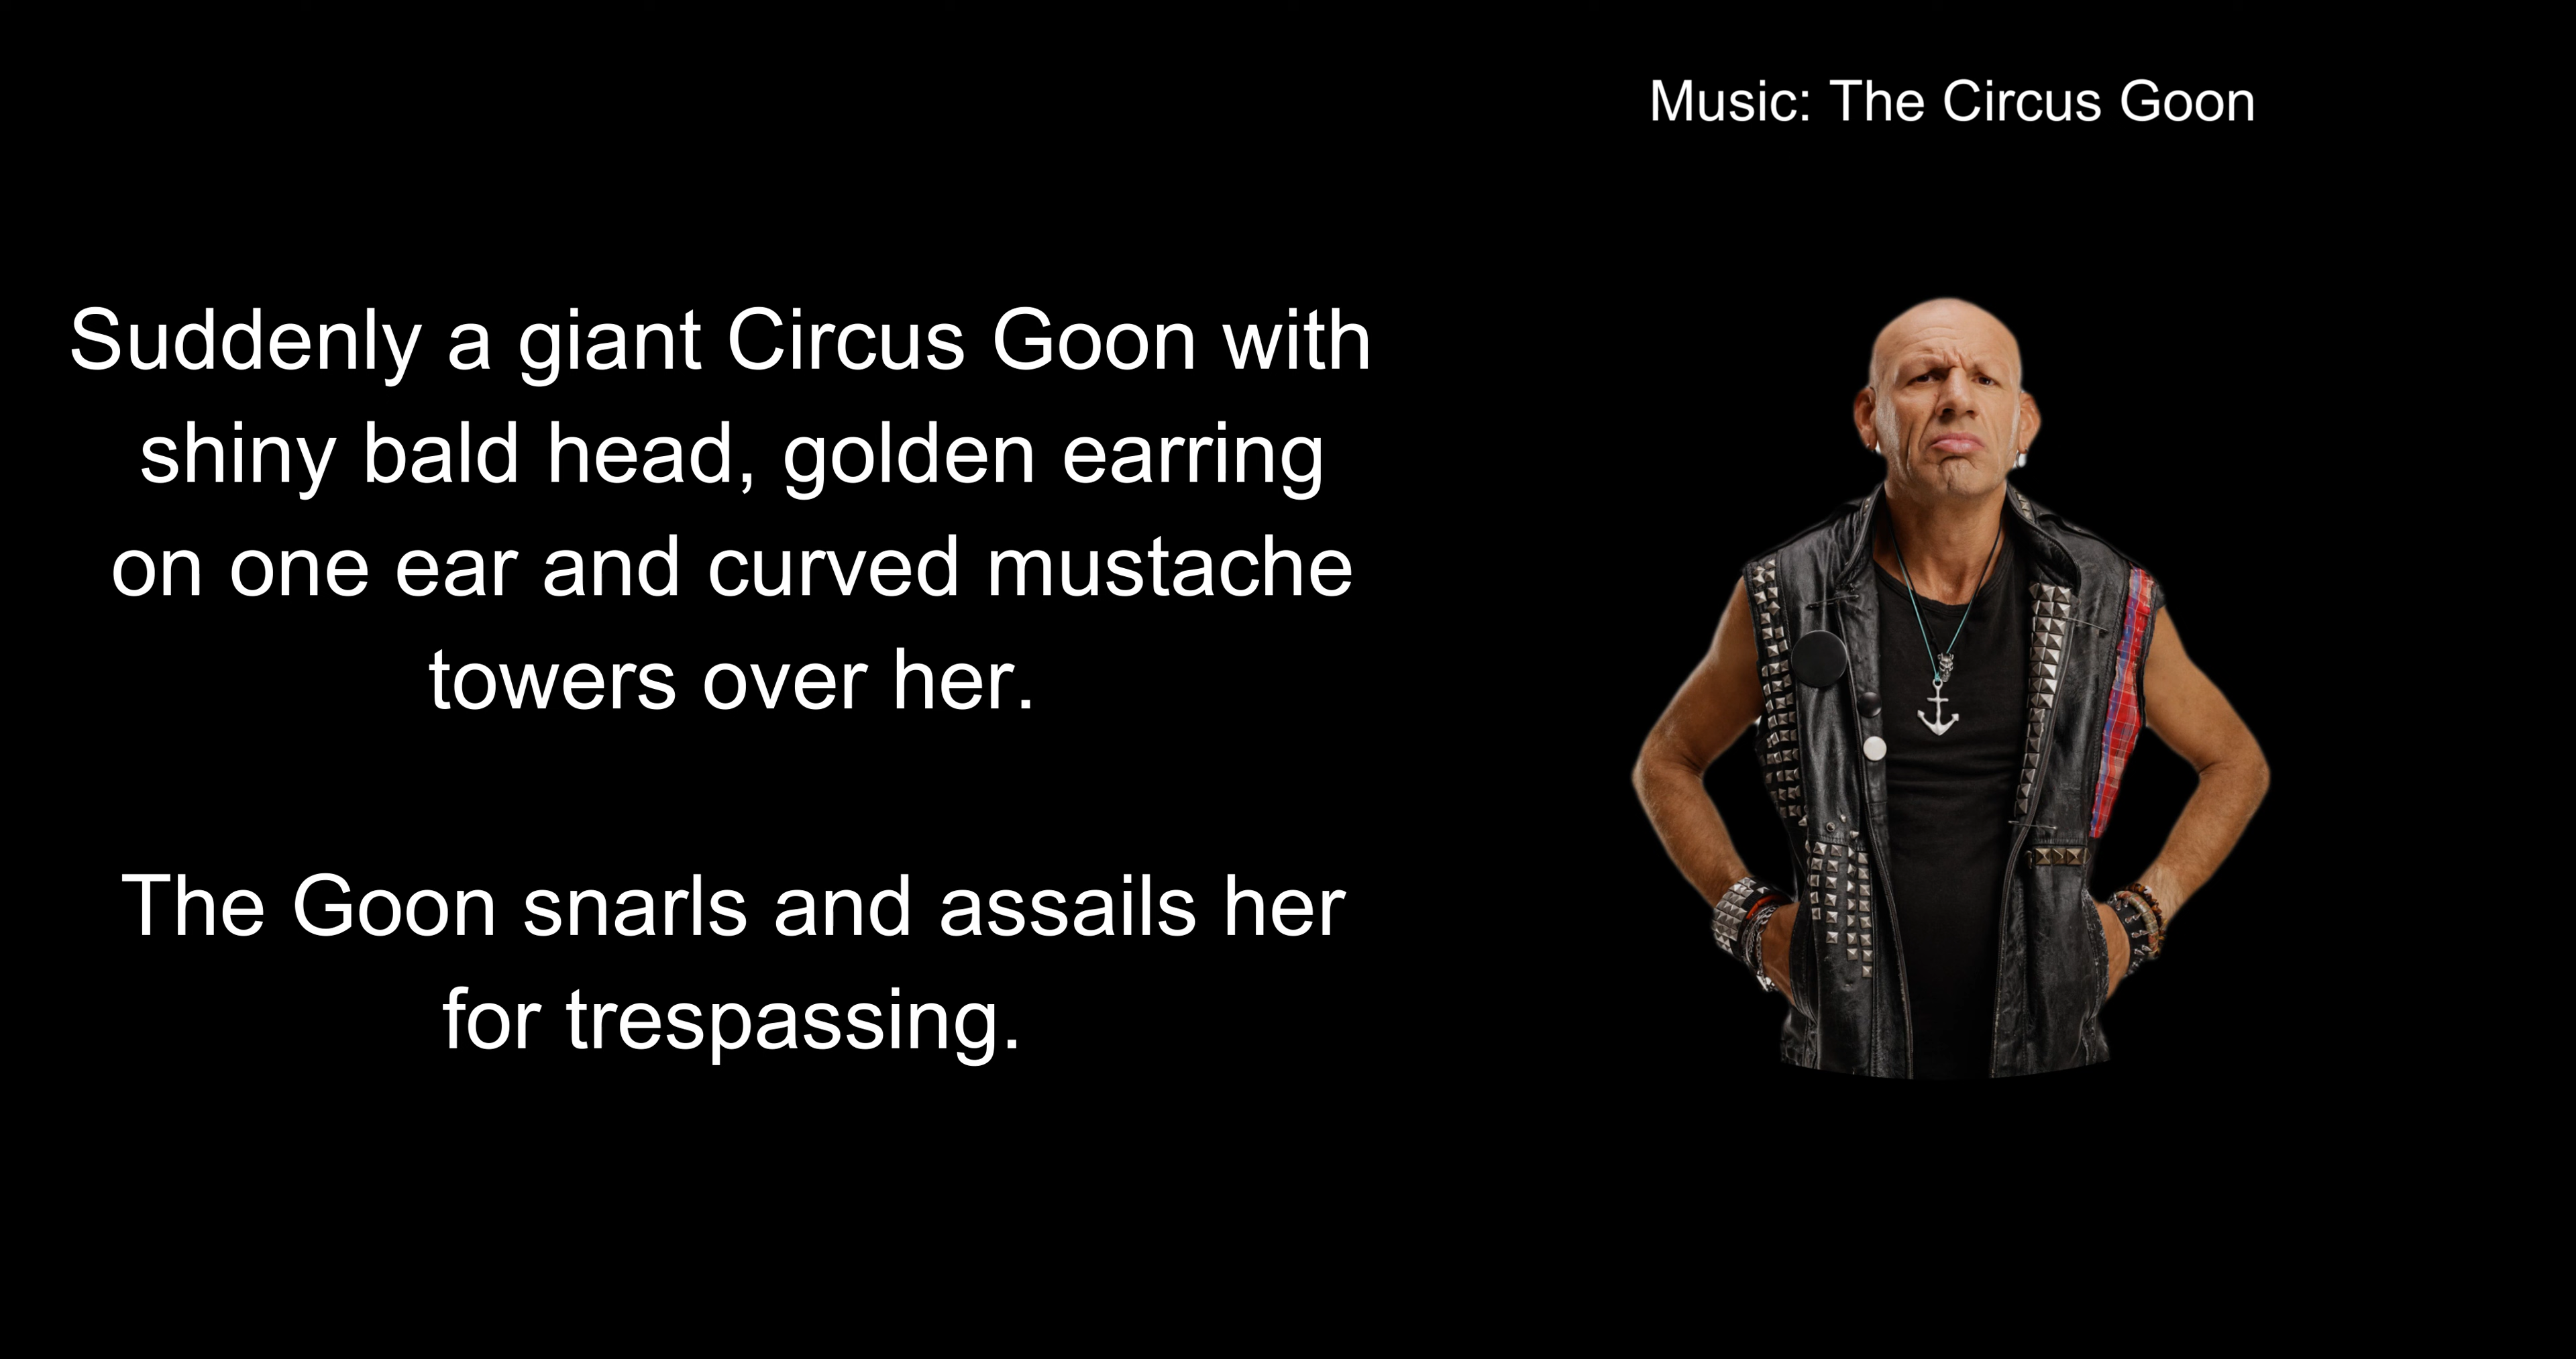 Music: The Circus Goon
Suddenly a giant Circus Goon with
shiny bald head, golden earring
on one ear and curved mustache
towers over her.
The Goon snarls and assails her
for trespassing.